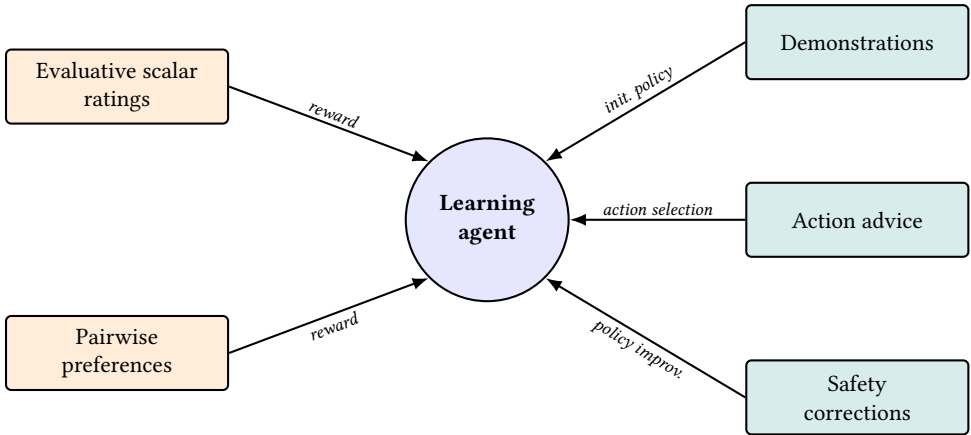 Evaluative scalar
ratings
reward
Pairwise
preferences
reward
Learning
agent
Demonstrations
init. policy
Action advice
action selection
Safety
corrections
policy improv.